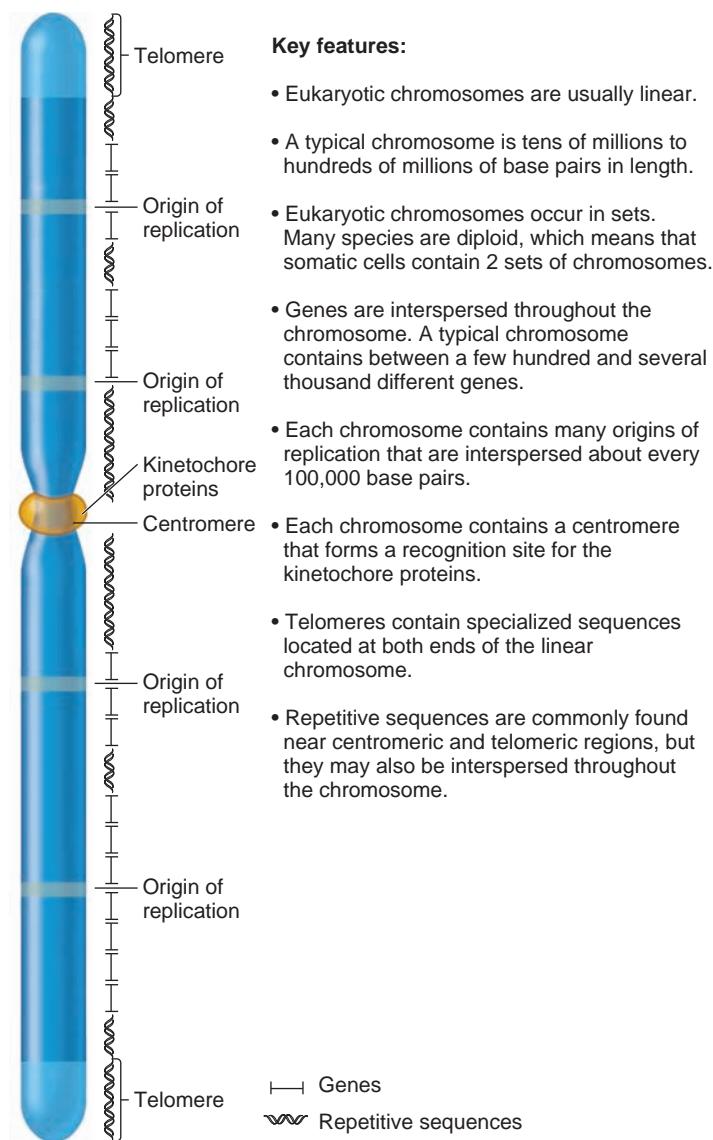 Telomere
Origin of
replication
Origin of
replication
Kinetochore
proteins
Centromere
Origin of
replication
Origin of
replication
Telomere
Key features:
• Eukaryotic chromosomes are usually linear.
• A typical chromosome is tens of millions to
hundreds of millions of base pairs in length.
• Eukaryotic chromosomes occur in sets.
Many species are diploid, which means that
somatic cells contain 2 sets of chromosomes.
• Genes are interspersed throughout the
chromosome. A typical chromosome
contains between a few hundred and several
thousand different genes.
• Each chromosome contains many origins of
replication that are interspersed about every
100,000 base pairs.
• Each chromosome contains a centromere
that forms a recognition site for the
kinetochore proteins.
• Telomeres contain specialized sequences
located at both ends of the linear
chromosome.
• Repetitive sequences are commonly found
near centromeric and telomeric regions, but
they may also be interspersed throughout
the chromosome.
Genes
Repetitive sequences